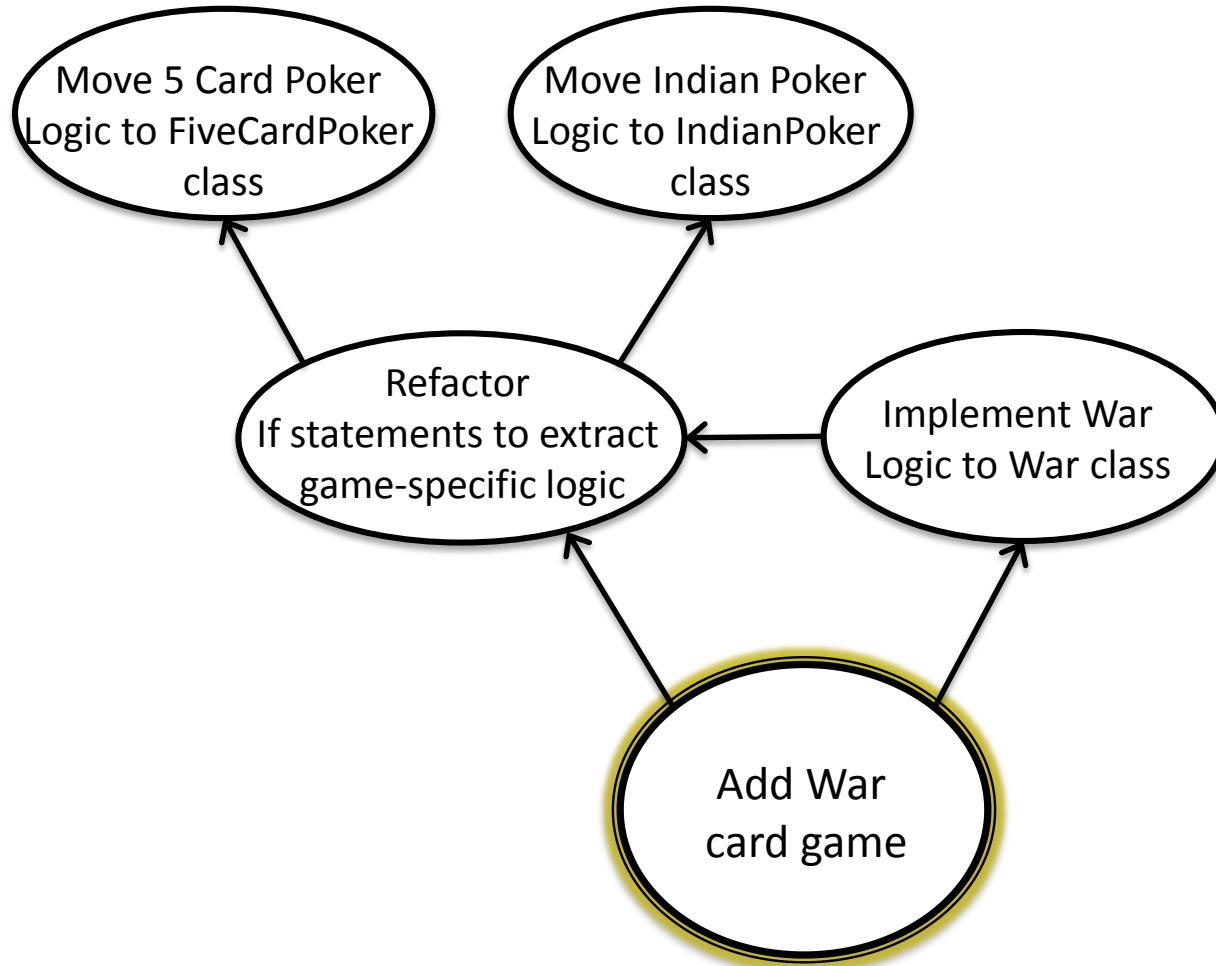 Move 5 Card Poker
Logic to FiveCardPoker
class
Move Indian Poker
Logic to IndianPoker
class
Refactor
If statements to extract
game-specific logic
Implement War
Logic to War class
Add War
card game